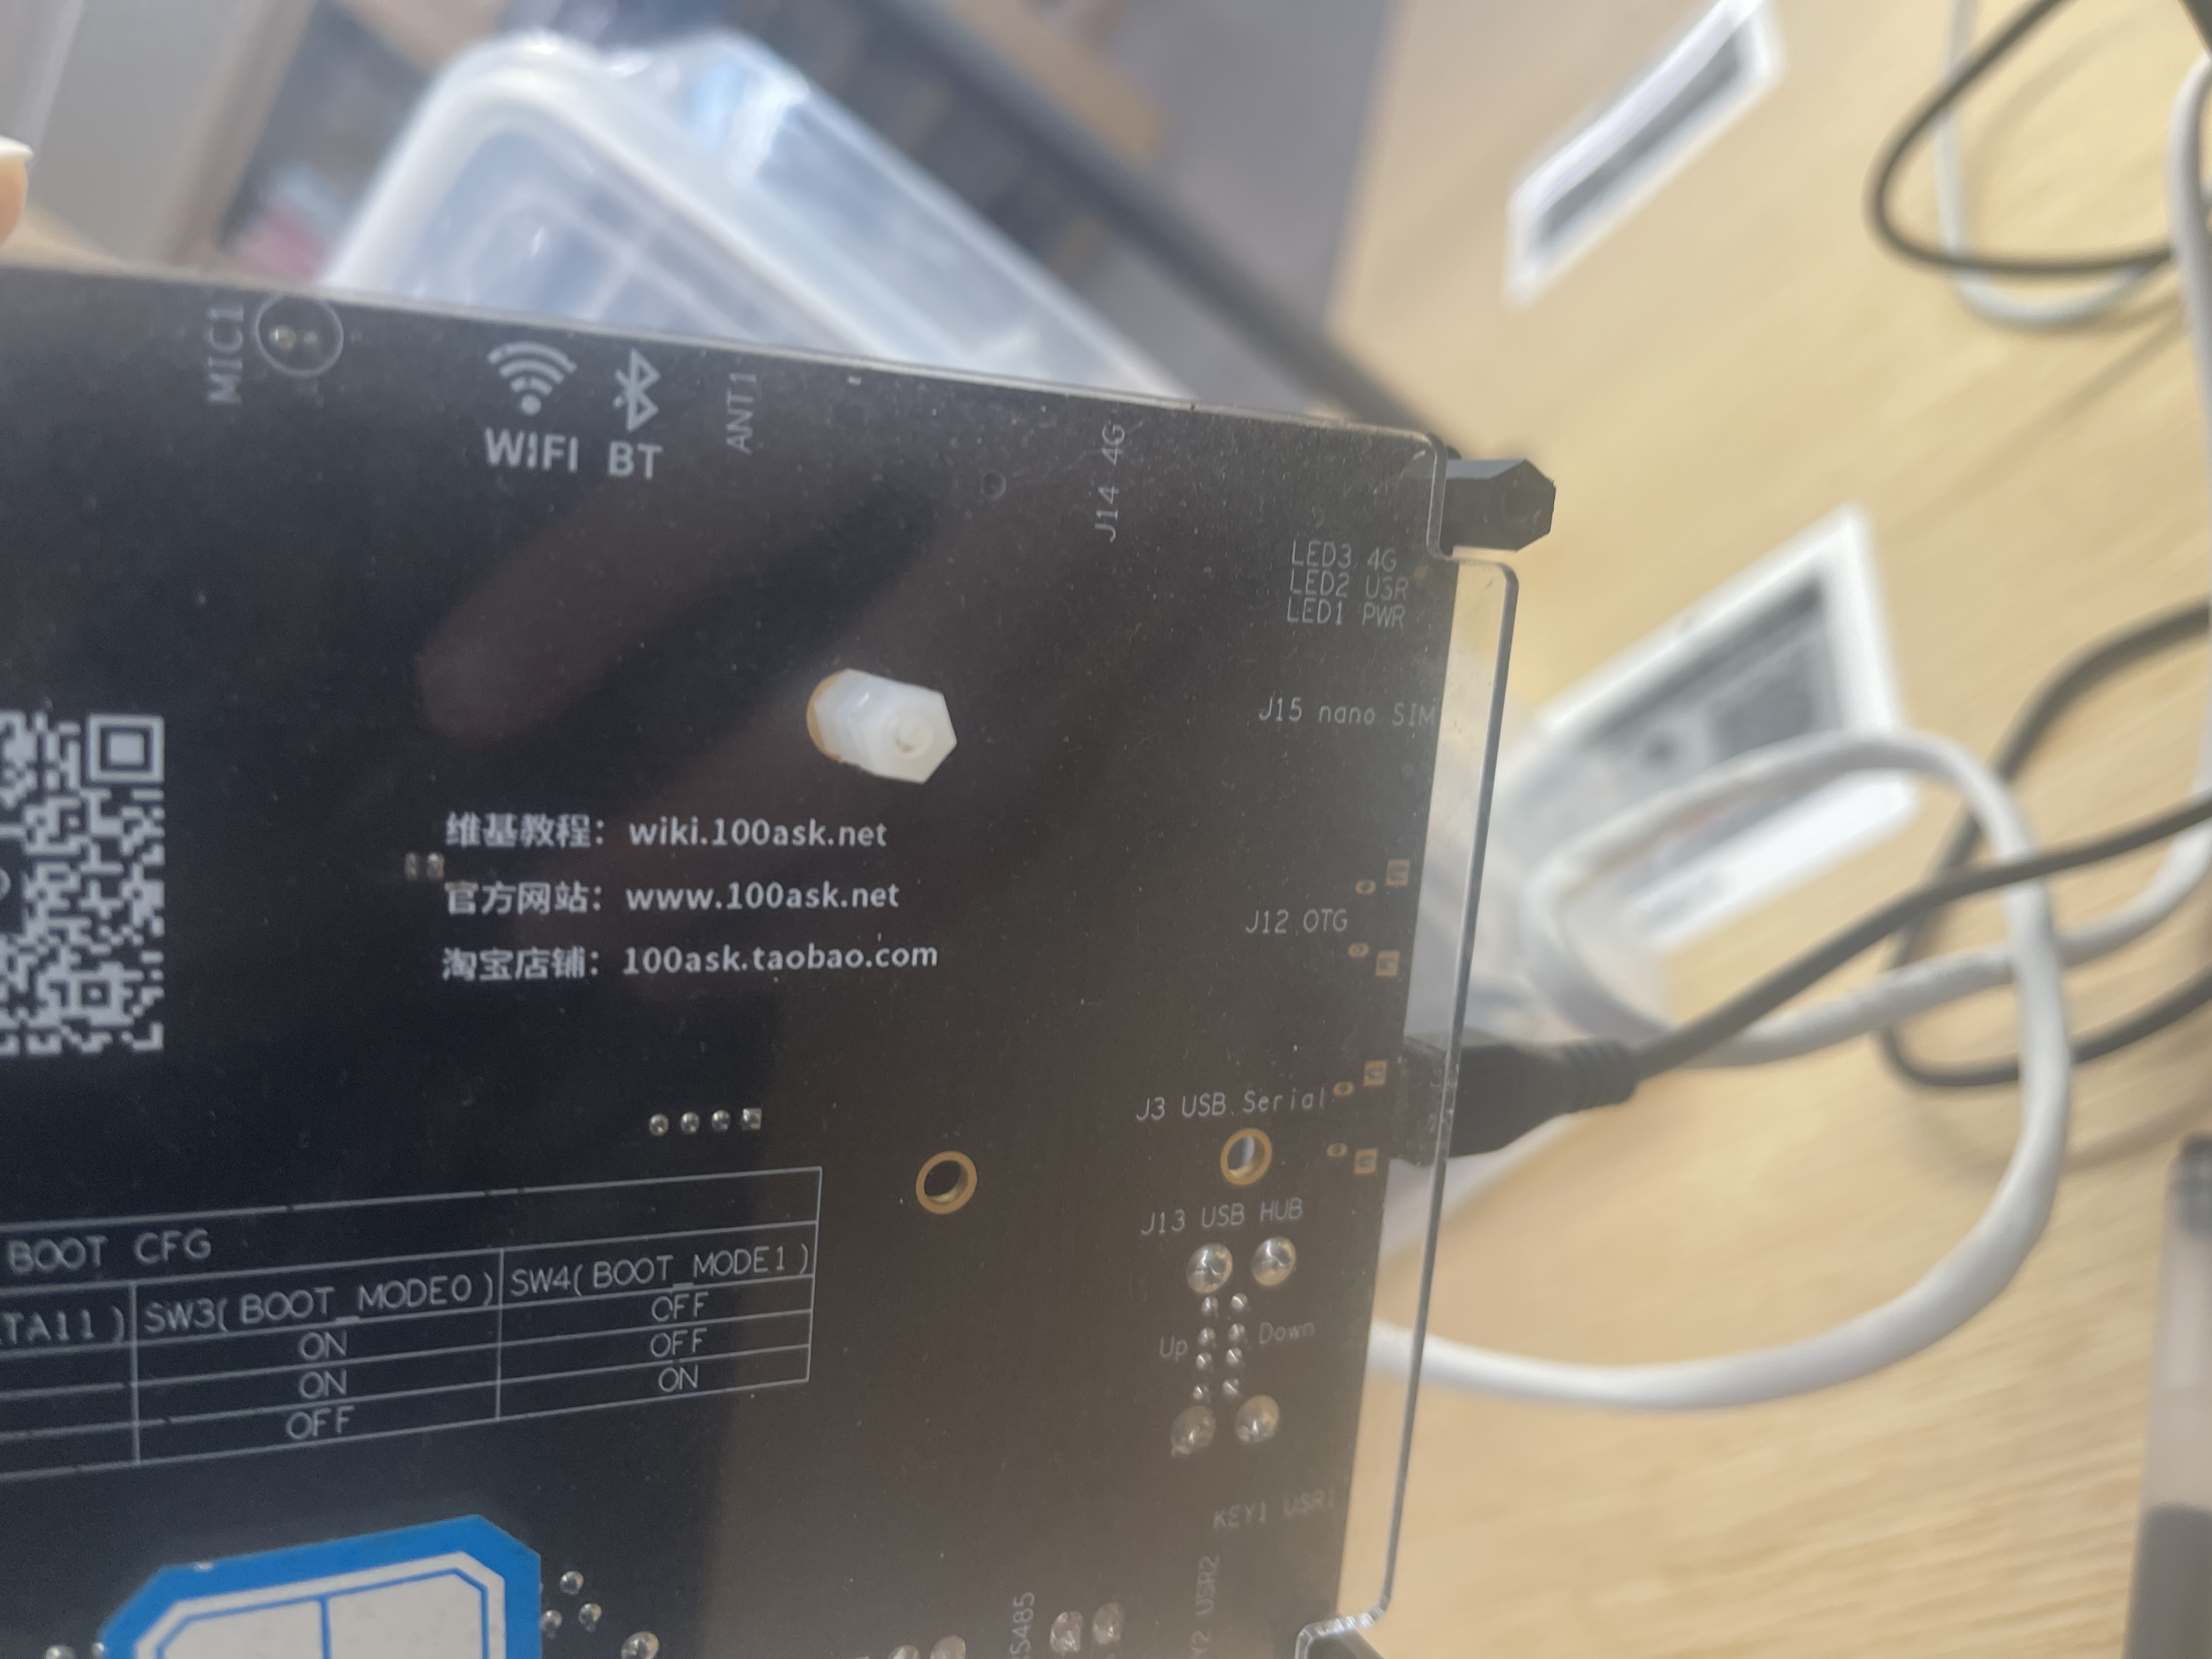 BOOT CFG
TA11)
SW3(BOOT_MODE0)
SW4(BOOT_MODE1)
ON
OFF
ON
OFF
OFF
ON
MIC1
WIFI BT
ANT1
维基教程：wiki.100ask.net
官方网站：www.100ask.net
淘宝店铺：100ask.taobao.com
J14 4G
S485
Y2 USR2
KEY1 USR1
Up
Down
J13 USB HUB
J3 USB Serial
J12 OTG
J15 nano SIM
LED3 4G
LED2 USR
LED1 PWR